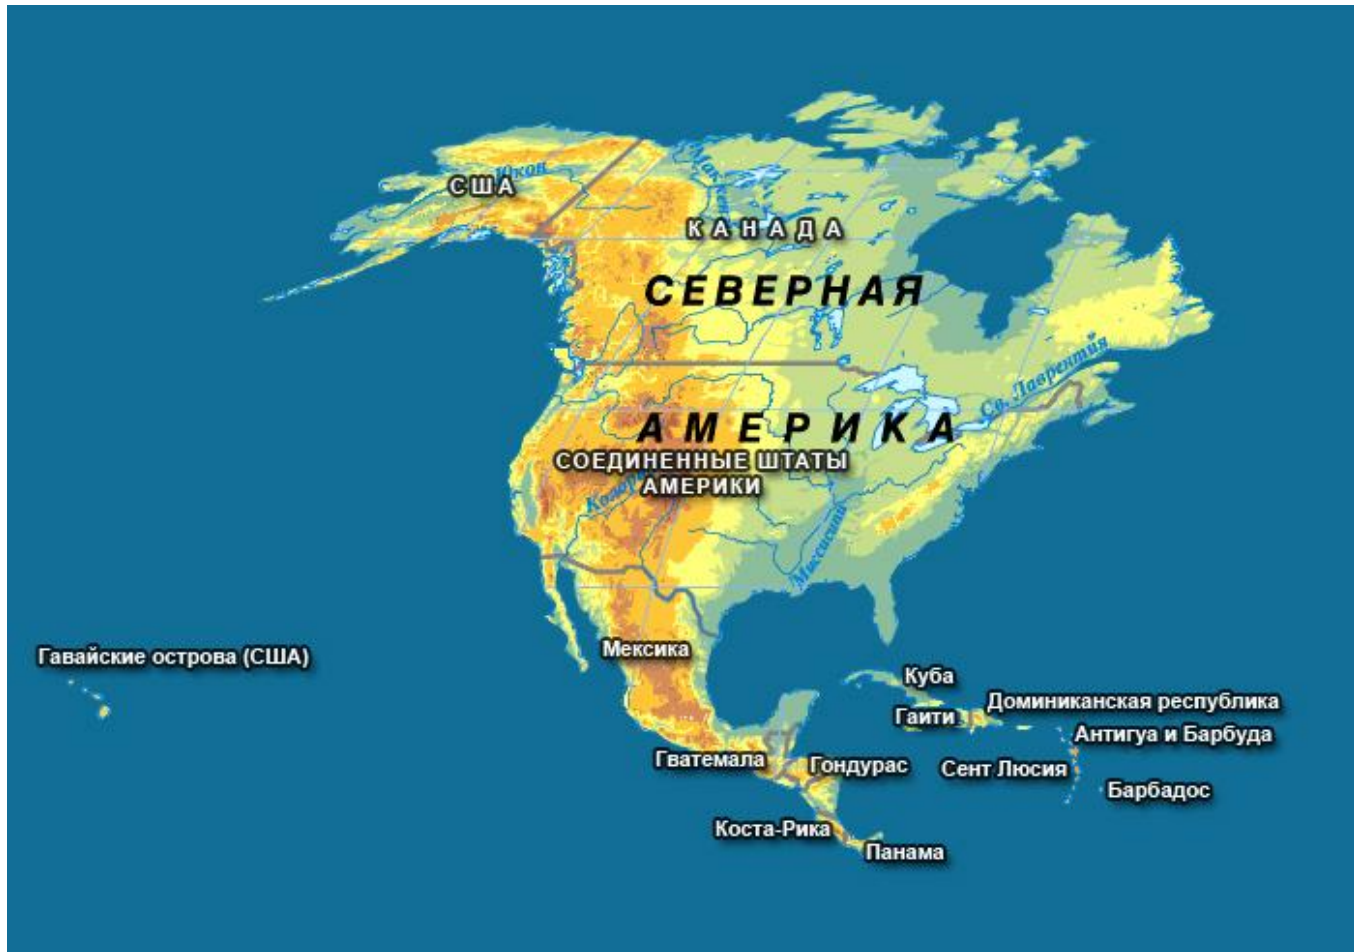 Юкон
США
КАНАДА
СЕВЕРНАЯ
Св. Лаврентия
АМЕРИКА
СОЕДИНЕННЫЕ ШТАТЫ
АМЕРИКИ
Миссисипи
Мексика
Гавайские острова (США)
Куба
Доминиканская республика
Гаити
Антигуа и Барбуда
Гватемала
Гондурас
Сент Люсия
Барбадос
Коста-Рика
Панама